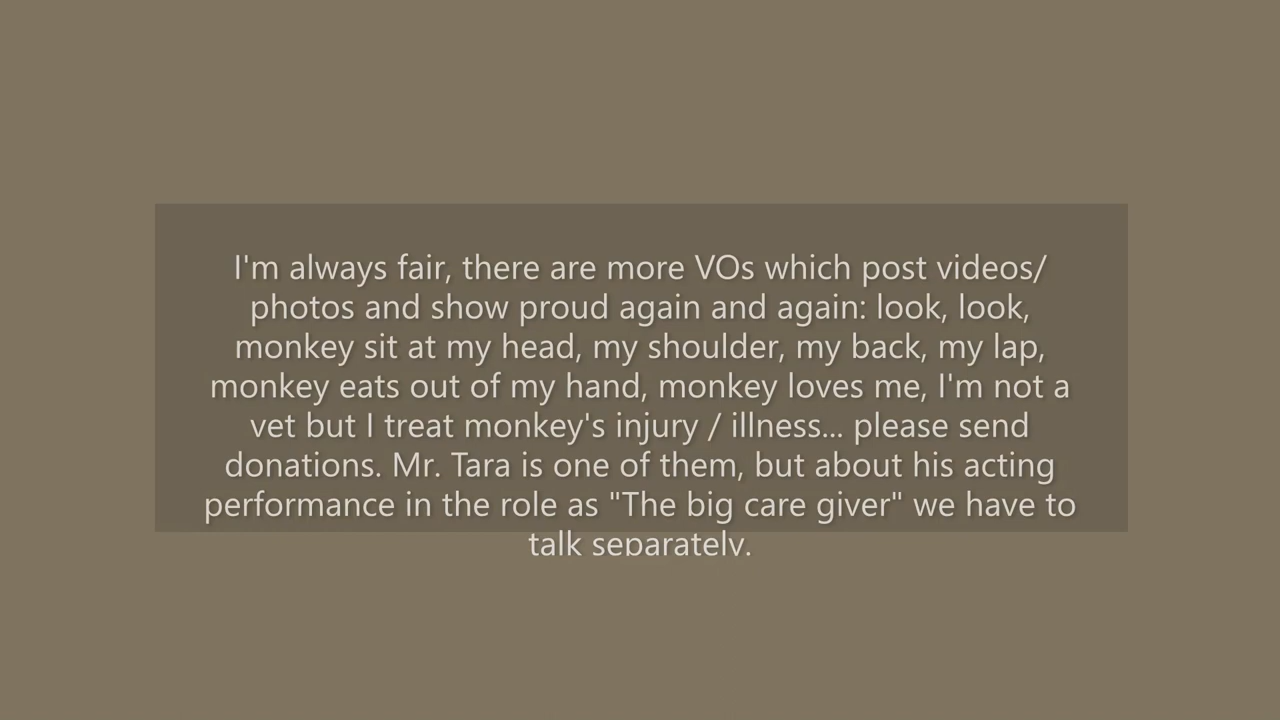 I'm always fair, there are more VOs which post videos/
photos and show proud again and again: look, look,
monkey sit at my head, my shoulder, my back, my lap,
monkey eats out of my hand, monkey loves me, I'm not a
vet but I treat monkey's injury / illness... please send
donations. Mr. Tara is one of them, but about his acting
performance in the role as "The big care giver" we have to
talk separately.